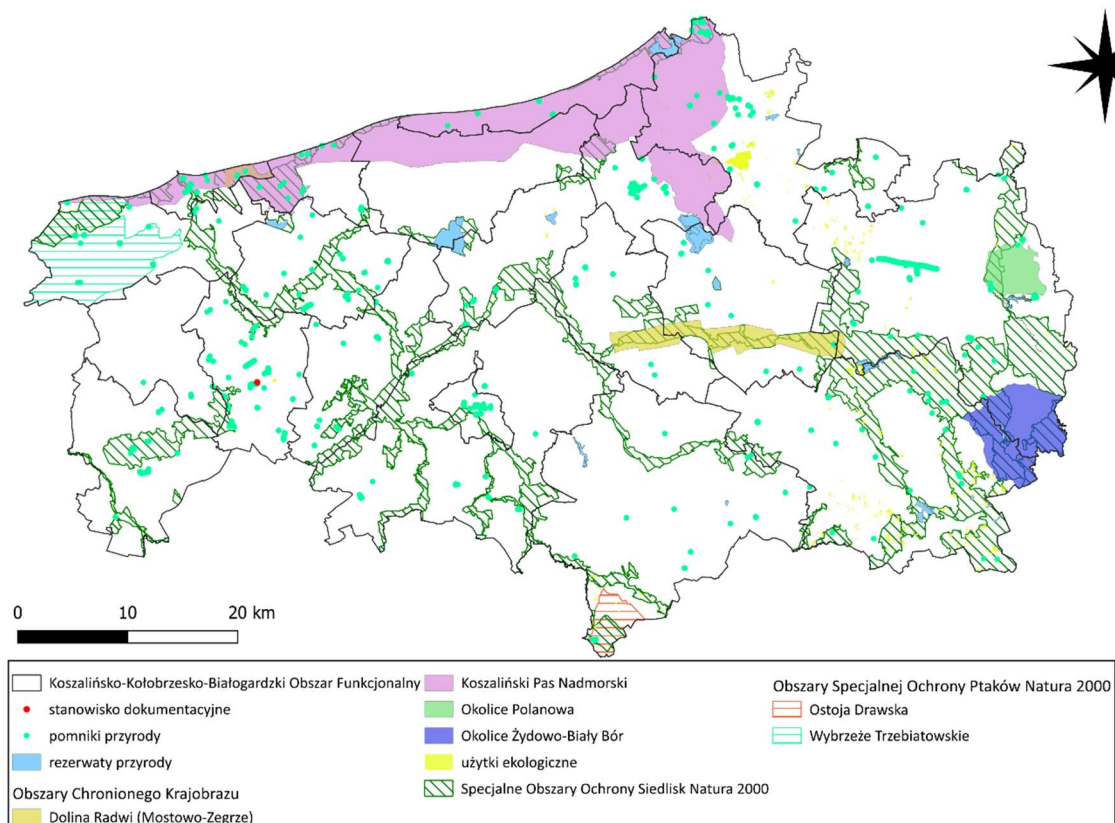 0 10 20 km
Koszalińsko-Kołobrzesko-Białogardzki Obszar Funkcjonalny
stanowisko dokumentacyjne
pomniki przyrody
rezerwaty przyrody
Obszary Chronionego Krajobrazu
Dolina Radwi (Mostowo-Zegrze)
Koszaliński Pas Nadmorski
Okolice Polanowa
Okolice Żydowo-Biały Bór
użytki ekologiczne
Specjalne Obszary Ochrony Siedlisk Natura 2000
Obszary Specjalnej Ochrony Ptaków Natura 2000
Ostoja Drawska
Wybrzeże Trzebiatowskie